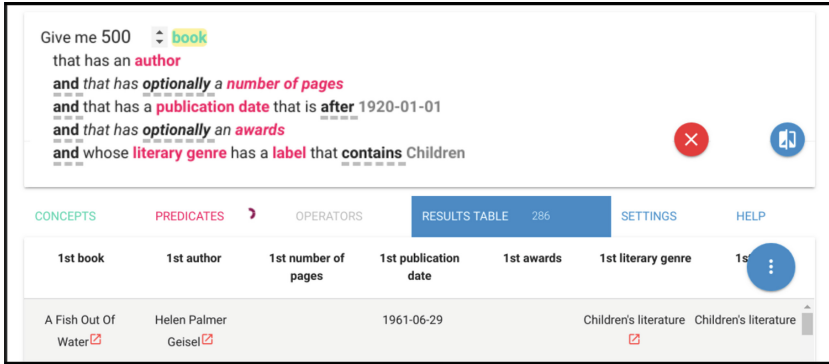 Give me 500 book
that has an author
and that has optionally a number of pages
and that has a publication date that is after 1920-01-01
and that has optionally an awards
and whose literary genre has a label that contains Children
CONCEPTS PREDICATES OPERATORS RESULTS TABLE 286 SETTINGS HELP
1st book 1st author 1st number of 1st publication 1st awards 1st literary genre
pages date
A Fish Out Of Helen Palmer 1961-06-29 Children's literature Children's literature
Water Geisel